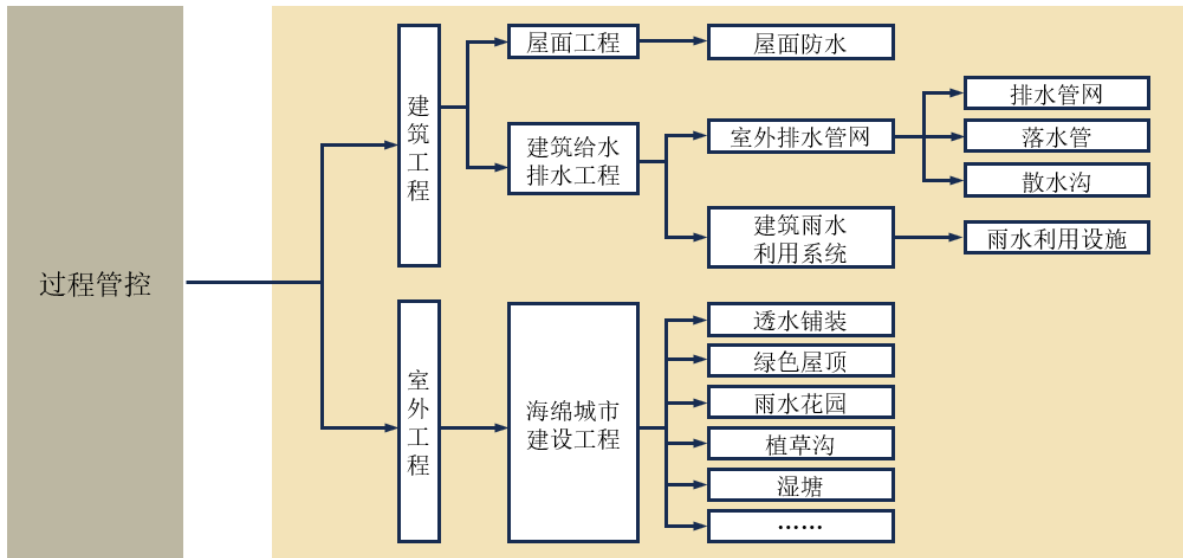 过程管控
建筑工程
屋面工程
屋面防水
建筑给水
排水工程
室外排水管网
排水管网
落水管
散水沟
建筑雨水
利用系统
雨水利用设施
室外工程
海绵城市
建设工程
透水铺装
绿色屋顶
雨水花园
植草沟
湿塘
……